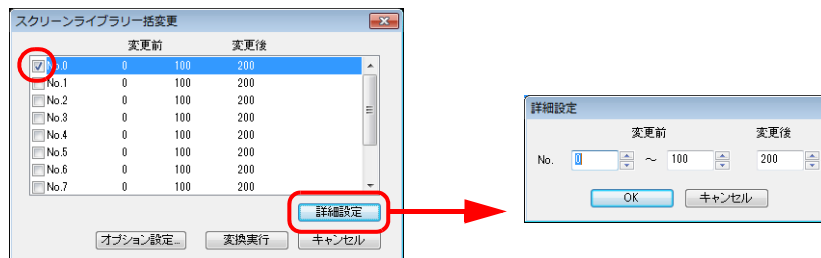 スクリーンライブラリ一括変更
変更前 変更後
No.0 0 100 200
No.1 0 100 200
No.2 0 100 200
No.3 0 100 200
No.4 0 100 200
No.5 0 100 200
No.6 0 100 200
No.7 0 100 200
詳細設定
オプション設定... 変換実行 キャンセル
詳細設定
変更前 変更後
No. 0 ～ 100 200
OK キャンセル